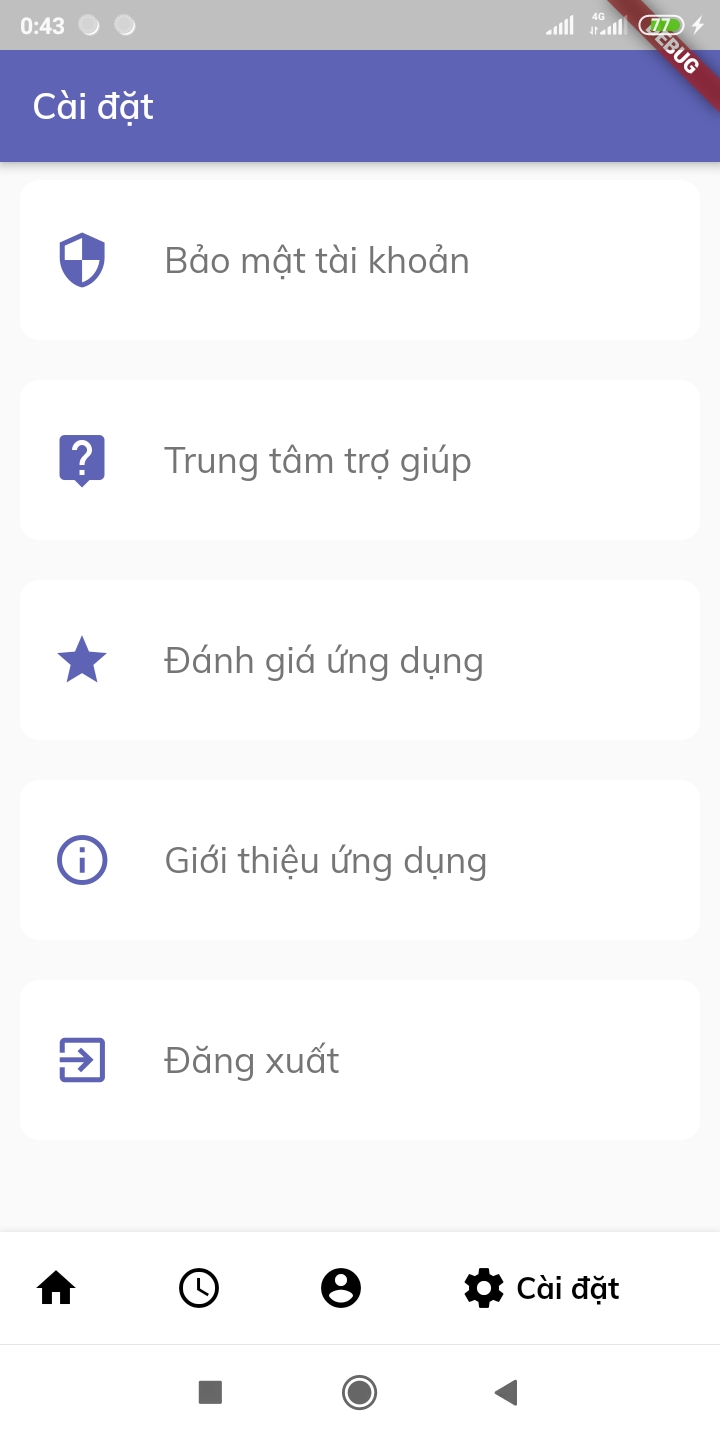 0:43
4G
77
DEBUG
Cài đặt
Bảo mật tài khoản
Trung tâm trợ giúp
Đánh giá ứng dụng
Giới thiệu ứng dụng
Đăng xuất
Cài đặt